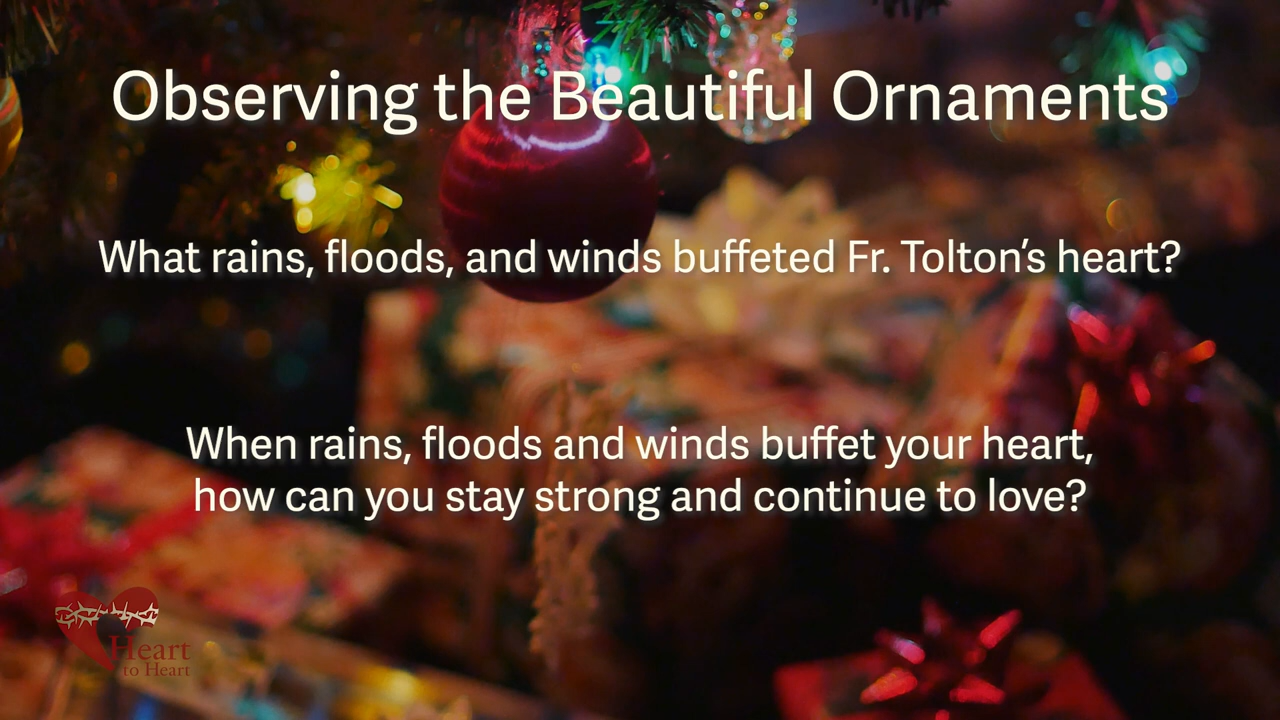 Observing the Beautiful Ornaments
What rains, floods, and winds buffeted Fr. Tolton’s heart?
When rains, floods and winds buffet your heart,
how can you stay strong and continue to love?
Heart
to Heart